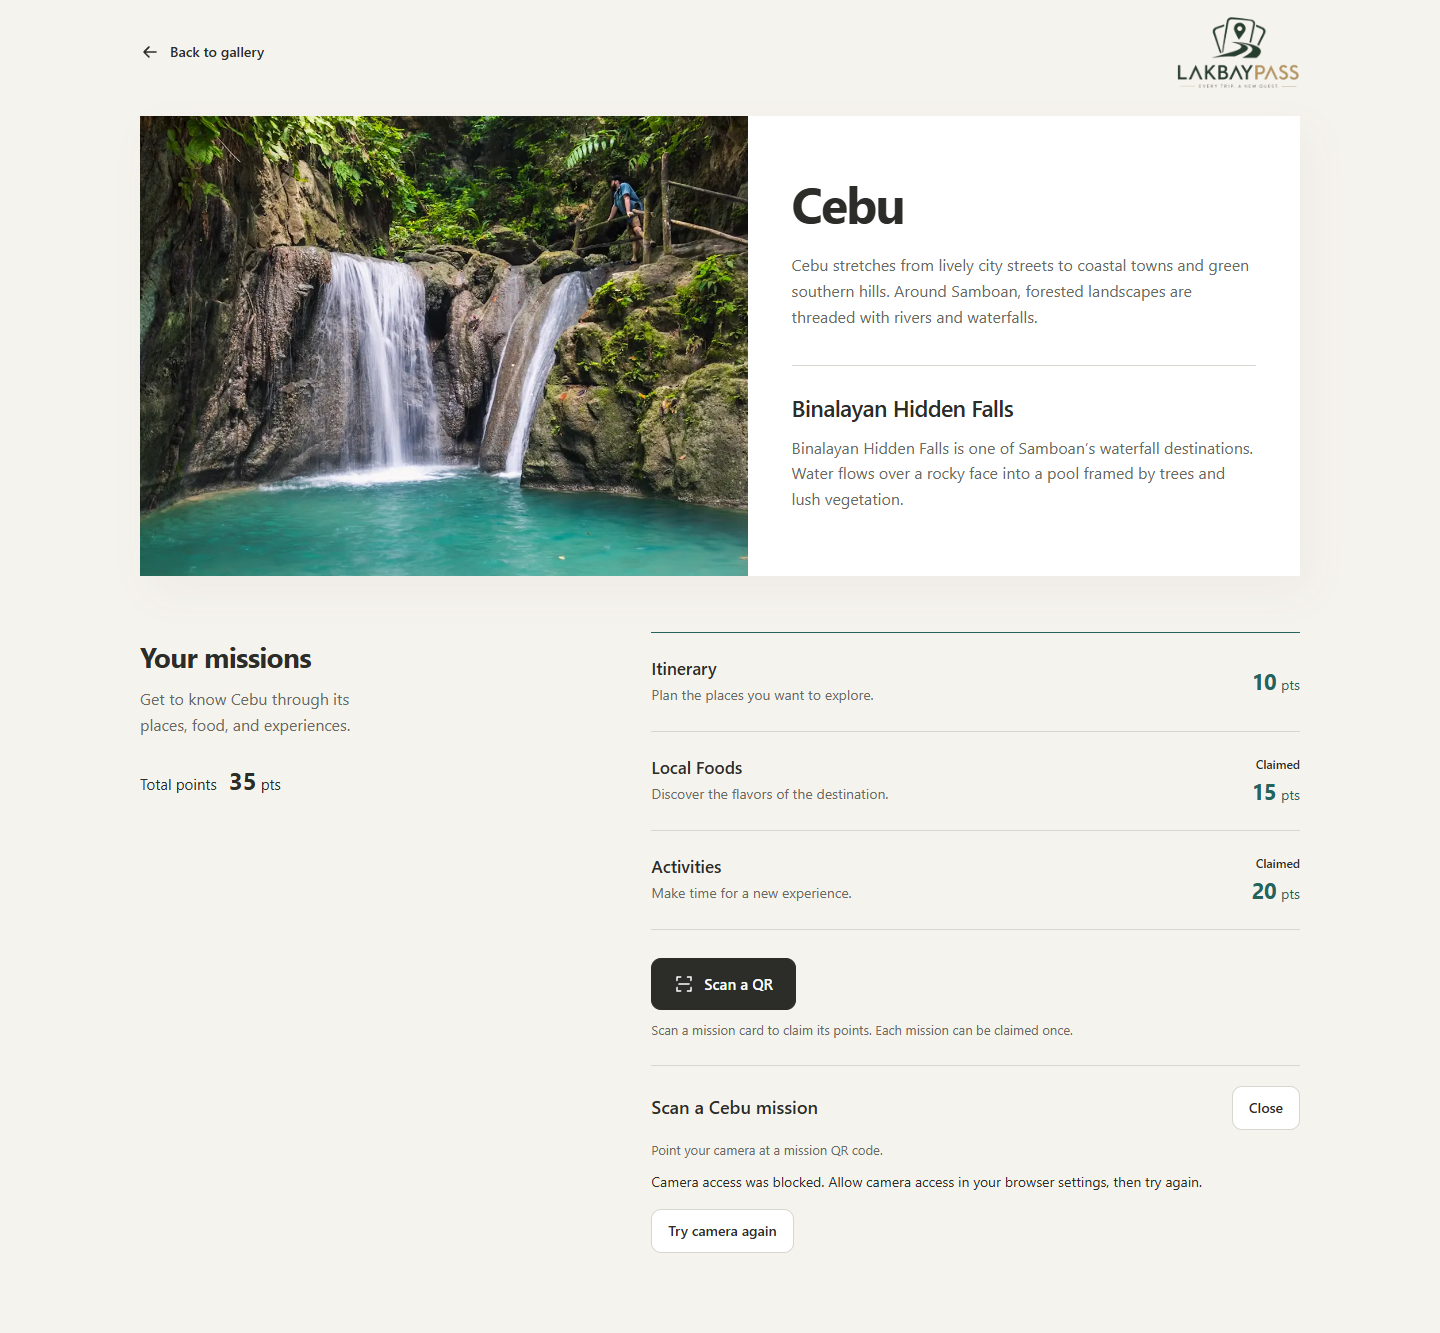 Back to gallery
LAKBAYPASS
EVERY TRIP, A NEW QUEST
Cebu
Cebu stretches from lively city streets to coastal towns and green
southern hills. Around Samboan, forested landscapes are
threaded with rivers and waterfalls.
Binalayan Hidden Falls
Binalayan Hidden Falls is one of Samboan's waterfall destinations.
Water flows over a rocky face into a pool framed by trees and
lush vegetation.
Your missions
Get to know Cebu through its
places, food, and experiences.
Total points 35 pts
Itinerary
Plan the places you want to explore.
10 pts
Local Foods
Discover the flavors of the destination.
Claimed
15 pts
Activities
Make time for a new experience.
Claimed
20 pts
Scan a QR
Scan a mission card to claim its points. Each mission can be claimed once.
Scan a Cebu mission
Close
Point your camera at a mission QR code.
Camera access was blocked. Allow camera access in your browser settings, then try again.
Try camera again